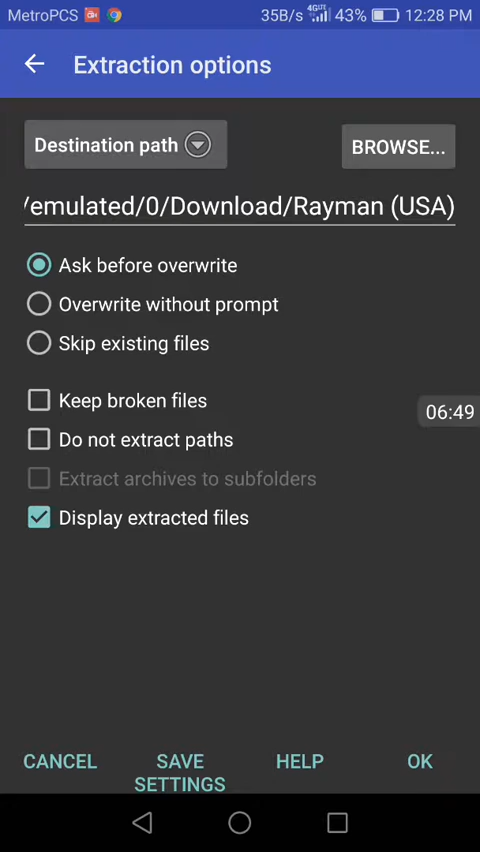 MetroPCS 35B/s 4G LTE 43% 12:28 PM
Extraction options
Destination path BROWSE...
/emulated/0/Download/Rayman (USA)
Ask before overwrite
Overwrite without prompt
Skip existing files
Keep broken files
06:49
Do not extract paths
Extract archives to subfolders
Display extracted files
CANCEL SAVE SETTINGS HELP OK